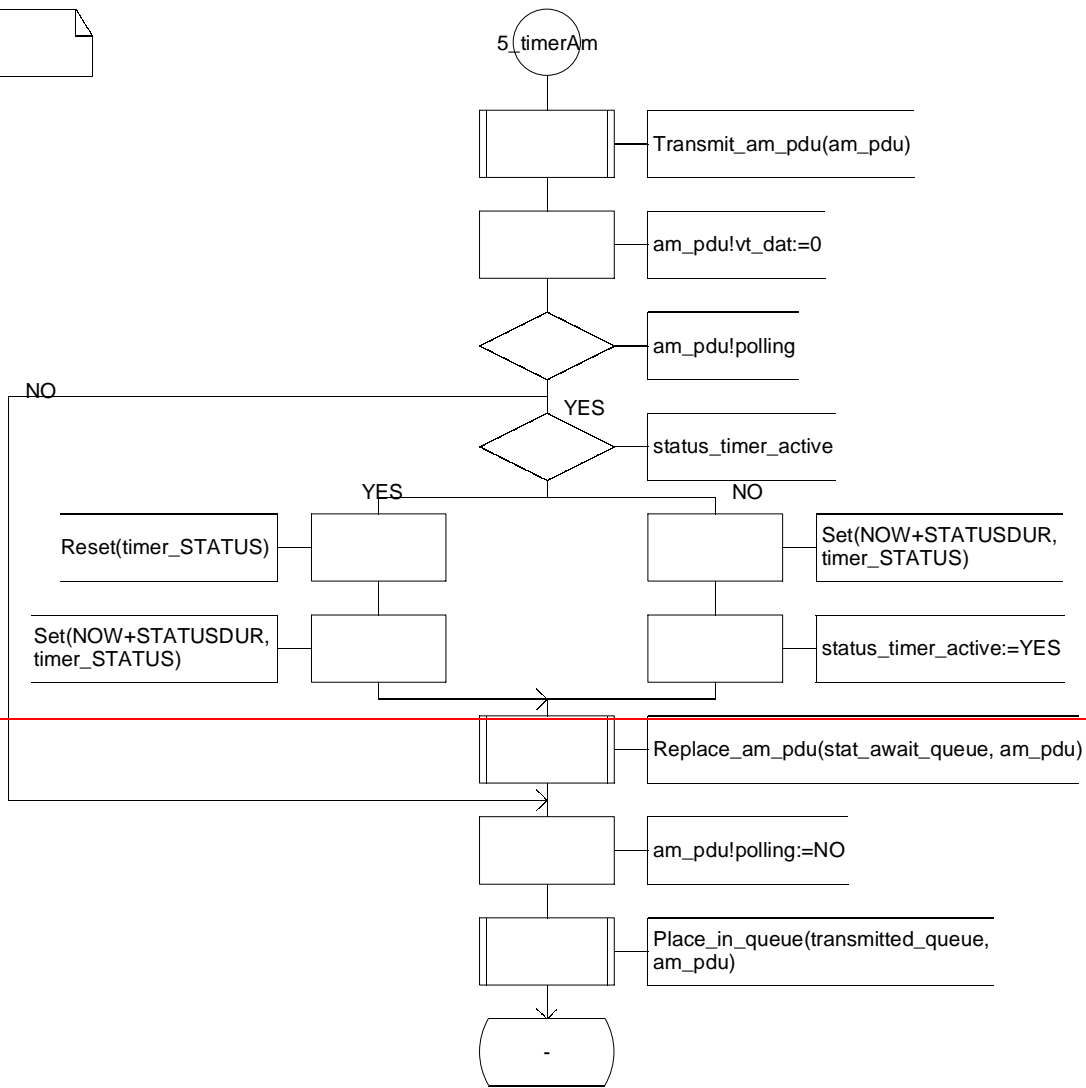 5_timerAm
Transmit_am_pdu(am_pdu)
am_pdu!vt_dat:=0
am_pdu!polling
NO
YES
status_timer_active
YES
NO
Reset(timer_STATUS)
Set(NOW+STATUSDUR,
timer_STATUS)
Set(NOW+STATUSDUR,
timer_STATUS)
status_timer_active:=YES
Replace_am_pdu(stat_await_queue, am_pdu)
am_pdu!polling:=NO
Place_in_queue(transmitted_queue,
am_pdu)
-